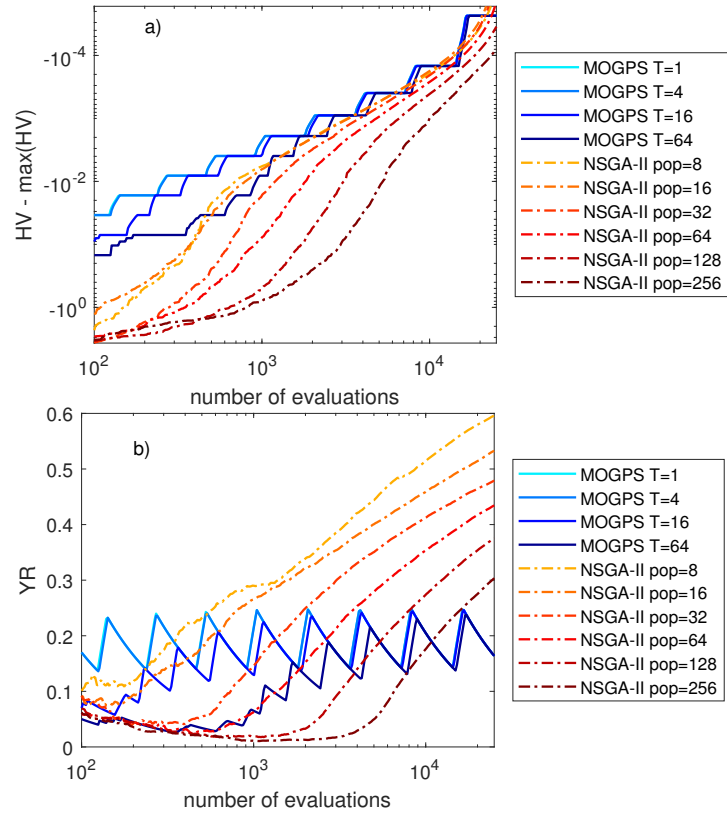 a)
-10^-4
-10^-2
-10^0
HV - max(HV)
10^2
10^3
10^4
number of evaluations
MOGPS T=1
MOGPS T=4
MOGPS T=16
MOGPS T=64
NSGA-II pop=8
NSGA-II pop=16
NSGA-II pop=32
NSGA-II pop=64
NSGA-II pop=128
NSGA-II pop=256
b)
0.6
0.5
0.4
0.3
0.2
0.1
0
YR
10^2
10^3
10^4
number of evaluations
MOGPS T=1
MOGPS T=4
MOGPS T=16
MOGPS T=64
NSGA-II pop=8
NSGA-II pop=16
NSGA-II pop=32
NSGA-II pop=64
NSGA-II pop=128
NSGA-II pop=256